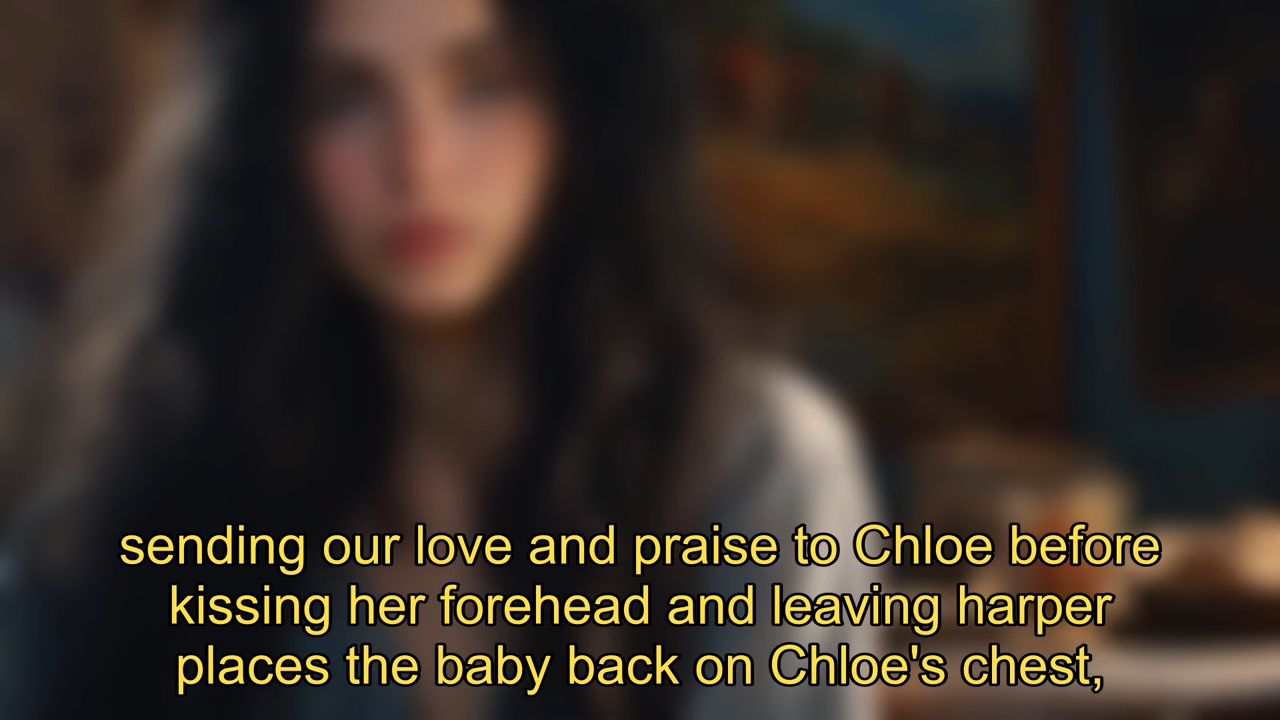 sending our love and praise to Chloe before
kissing her forehead and leaving harper
places the baby back on Chloe's chest,